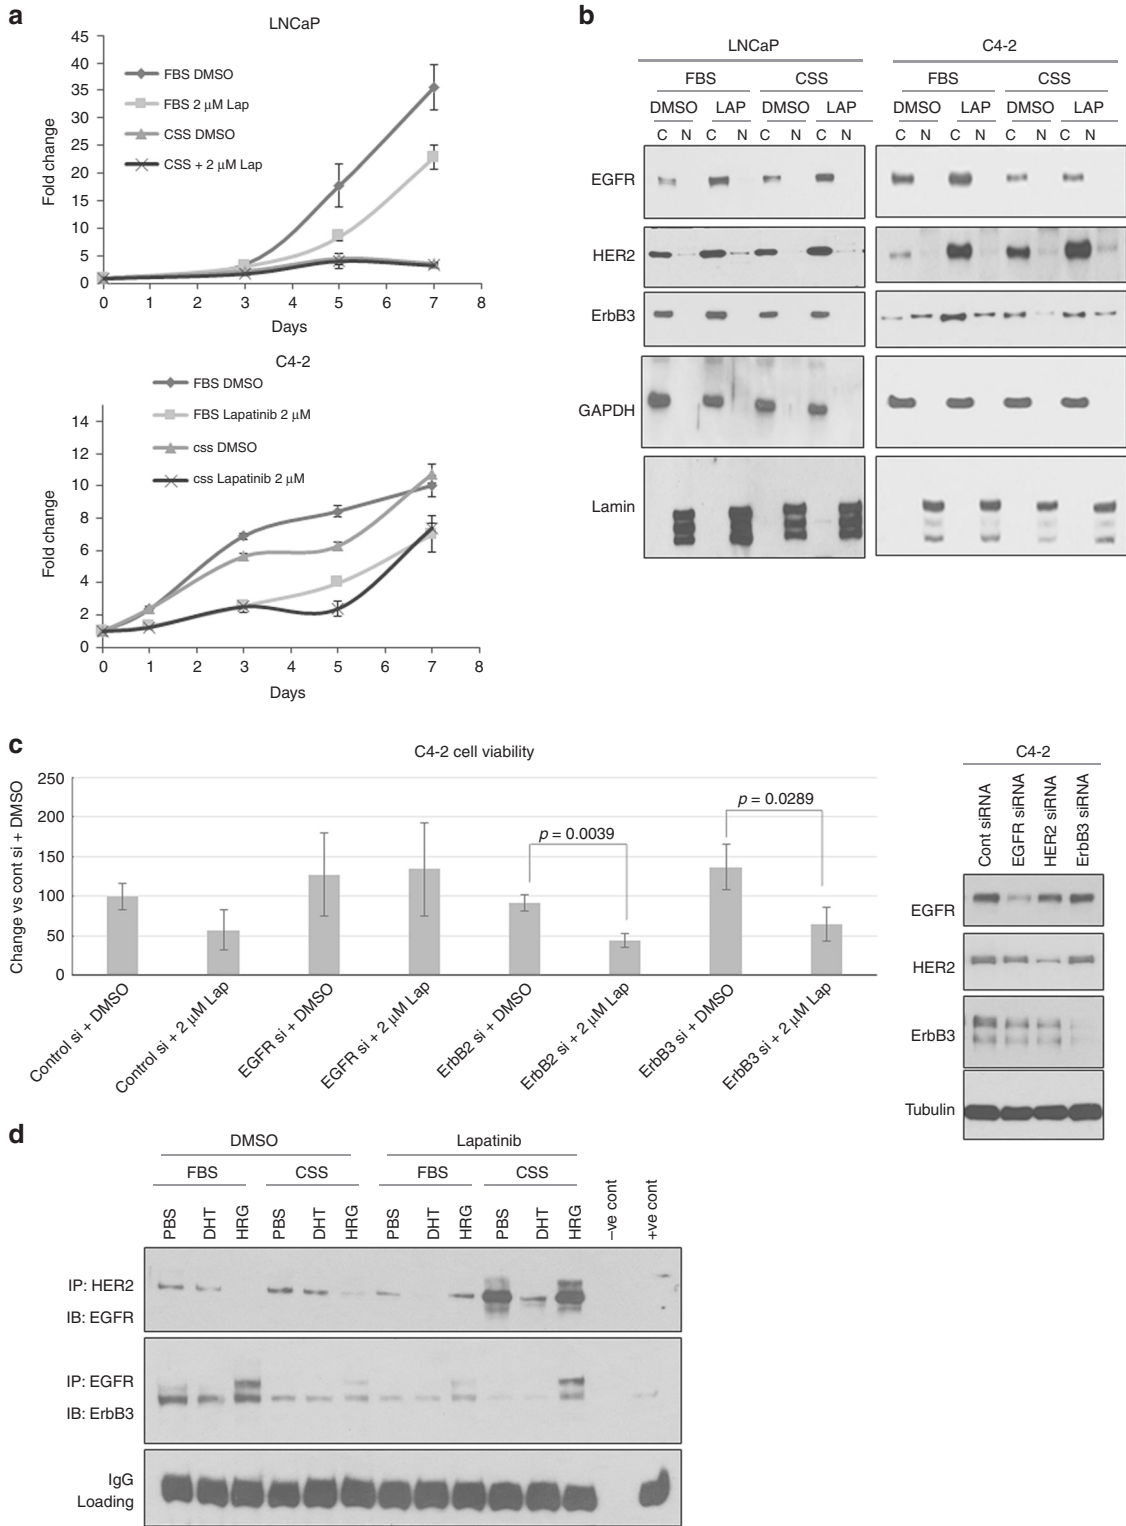 a
LNCaP
Fold change
45
40
35
30
25
20
15
10
5
0
FBS DMSO
FBS 2 µM Lap
CSS DMSO
CSS + 2 µM Lap
0 1 2 3 4 5 6 7 8
Days
C4-2
Fold change
14
12
10
8
6
4
2
0
FBS DMSO
FBS Lapatinib 2 µM
css DMSO
css Lapatinib 2 µM
0 1 2 3 4 5 6 7 8
Days
b
LNCaP C4-2
FBS CSS FBS CSS
DMSO LAP DMSO LAP DMSO LAP DMSO LAP
C N C N C N C N C N C N C N C N
EGFR
HER2
ErbB3
GAPDH
Lamin
c
C4-2 cell viability
Change vs cont si + DMSO
250
200
150
100
50
0
p = 0.0039
p = 0.0289
Control si + DMSO
Control si + 2 µM Lap
EGFR si + DMSO
EGFR si + 2 µM Lap
ErbB2 si + DMSO
ErbB2 si + 2 µM Lap
ErbB3 si + DMSO
ErbB3 si + 2 µM Lap
C4-2
Cont siRNA
EGFR siRNA
HER2 siRNA
ErbB3 siRNA
EGFR
HER2
ErbB3
Tubulin
d
DMSO Lapatinib
FBS CSS FBS CSS
PBS DHT HRG PBS DHT HRG PBS DHT HRG PBS DHT HRG –ve cont +ve cont
IP: HER2
IB: EGFR
IP: EGFR
IB: ErbB3
IgG
Loading